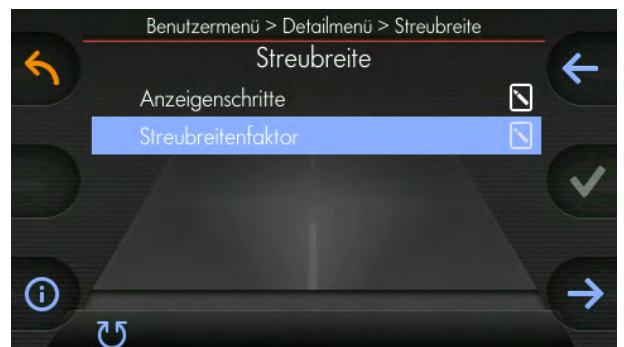 Benutzermenü > Detailmenü > Streubreite
Streubreite
Anzeigenschritte
Streubreitenfaktor